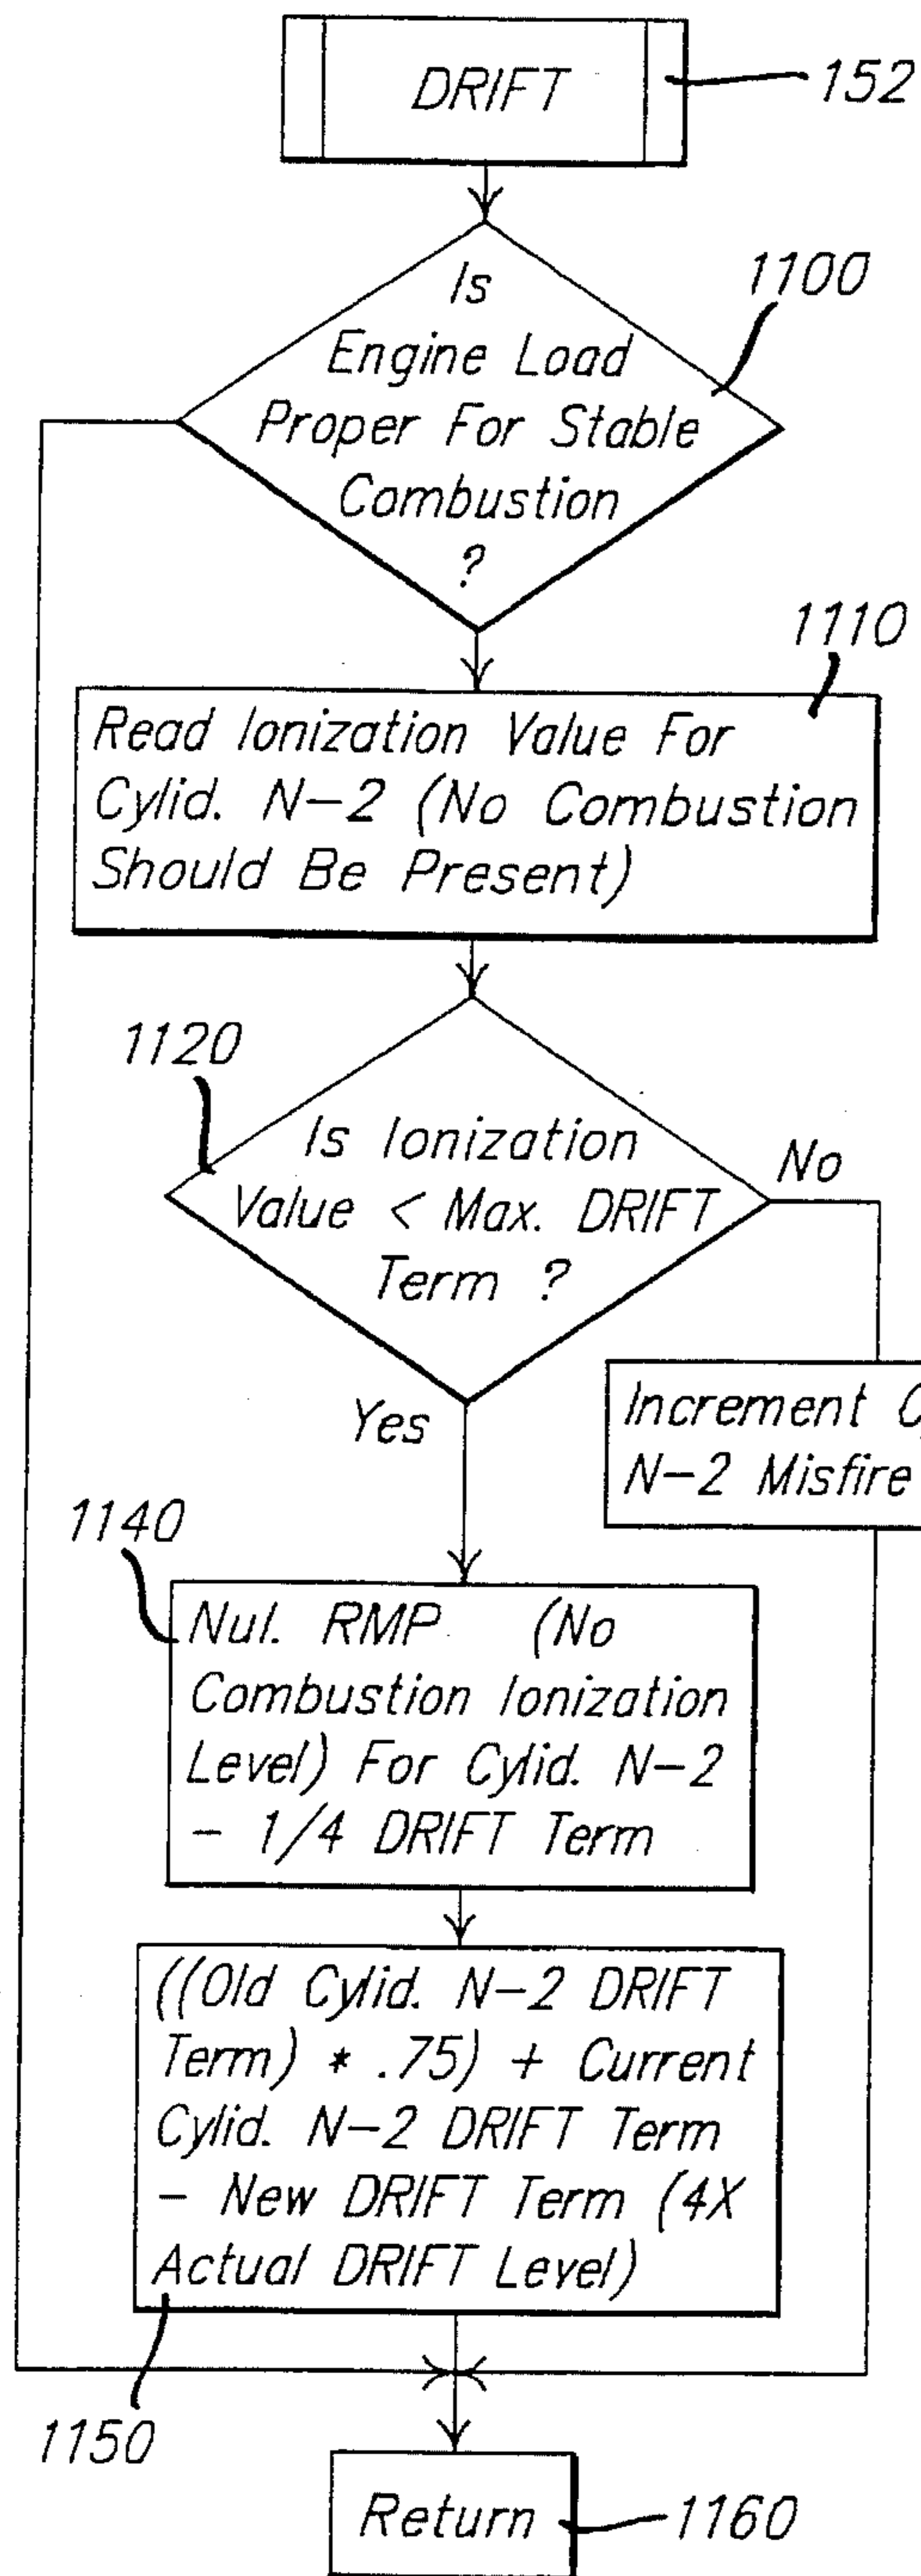 DRIFT
152
Is
Engine Load
Proper For Stable
Combustion
?
1100
1110
Read Ionization Value For
Cylid. N-2 (No Combustion
Should Be Present)
1120
Is Ionization
Value < Max. DRIFT
Term ?
No
Yes
Increment
N-2 Misfire
1140
Nul. RMP (No
Combustion Ionization
Level) For Cylid. N-2
- 1/4 DRIFT Term
((Old Cylid. N-2 DRIFT
Term) * .75) + Current
Cylid. N-2 DRIFT Term
- New DRIFT Term (4X
Actual DRIFT Level)
1150
Return
1160